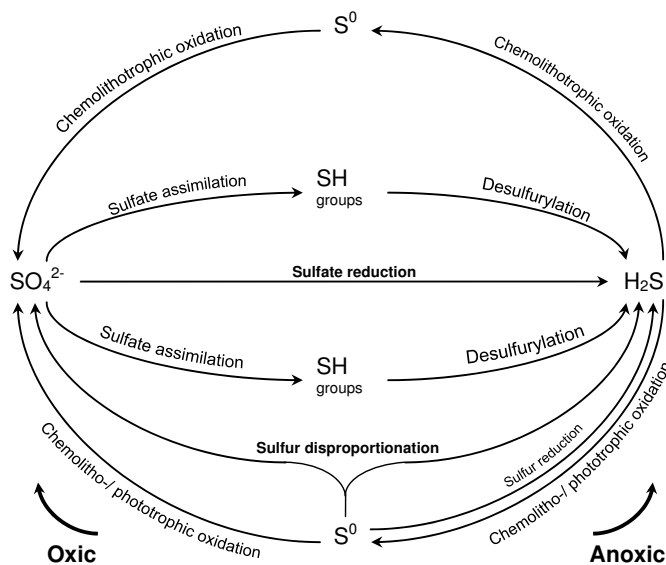 S⁰
Chemolithotrophic oxidation
Chemolithotrophic oxidation
SH
groups
Sulfate assimilation
Desulfurylation
SO₄²⁻
Sulfate reduction
H₂S
Sulfate assimilation
Desulfurylation
SH
groups
Sulfur disproportionation
Chemolitho-/ phototrophic oxidation
Sulfur reduction
Chemolitho-/ phototrophic oxidation
S⁰
Oxic
Anoxic